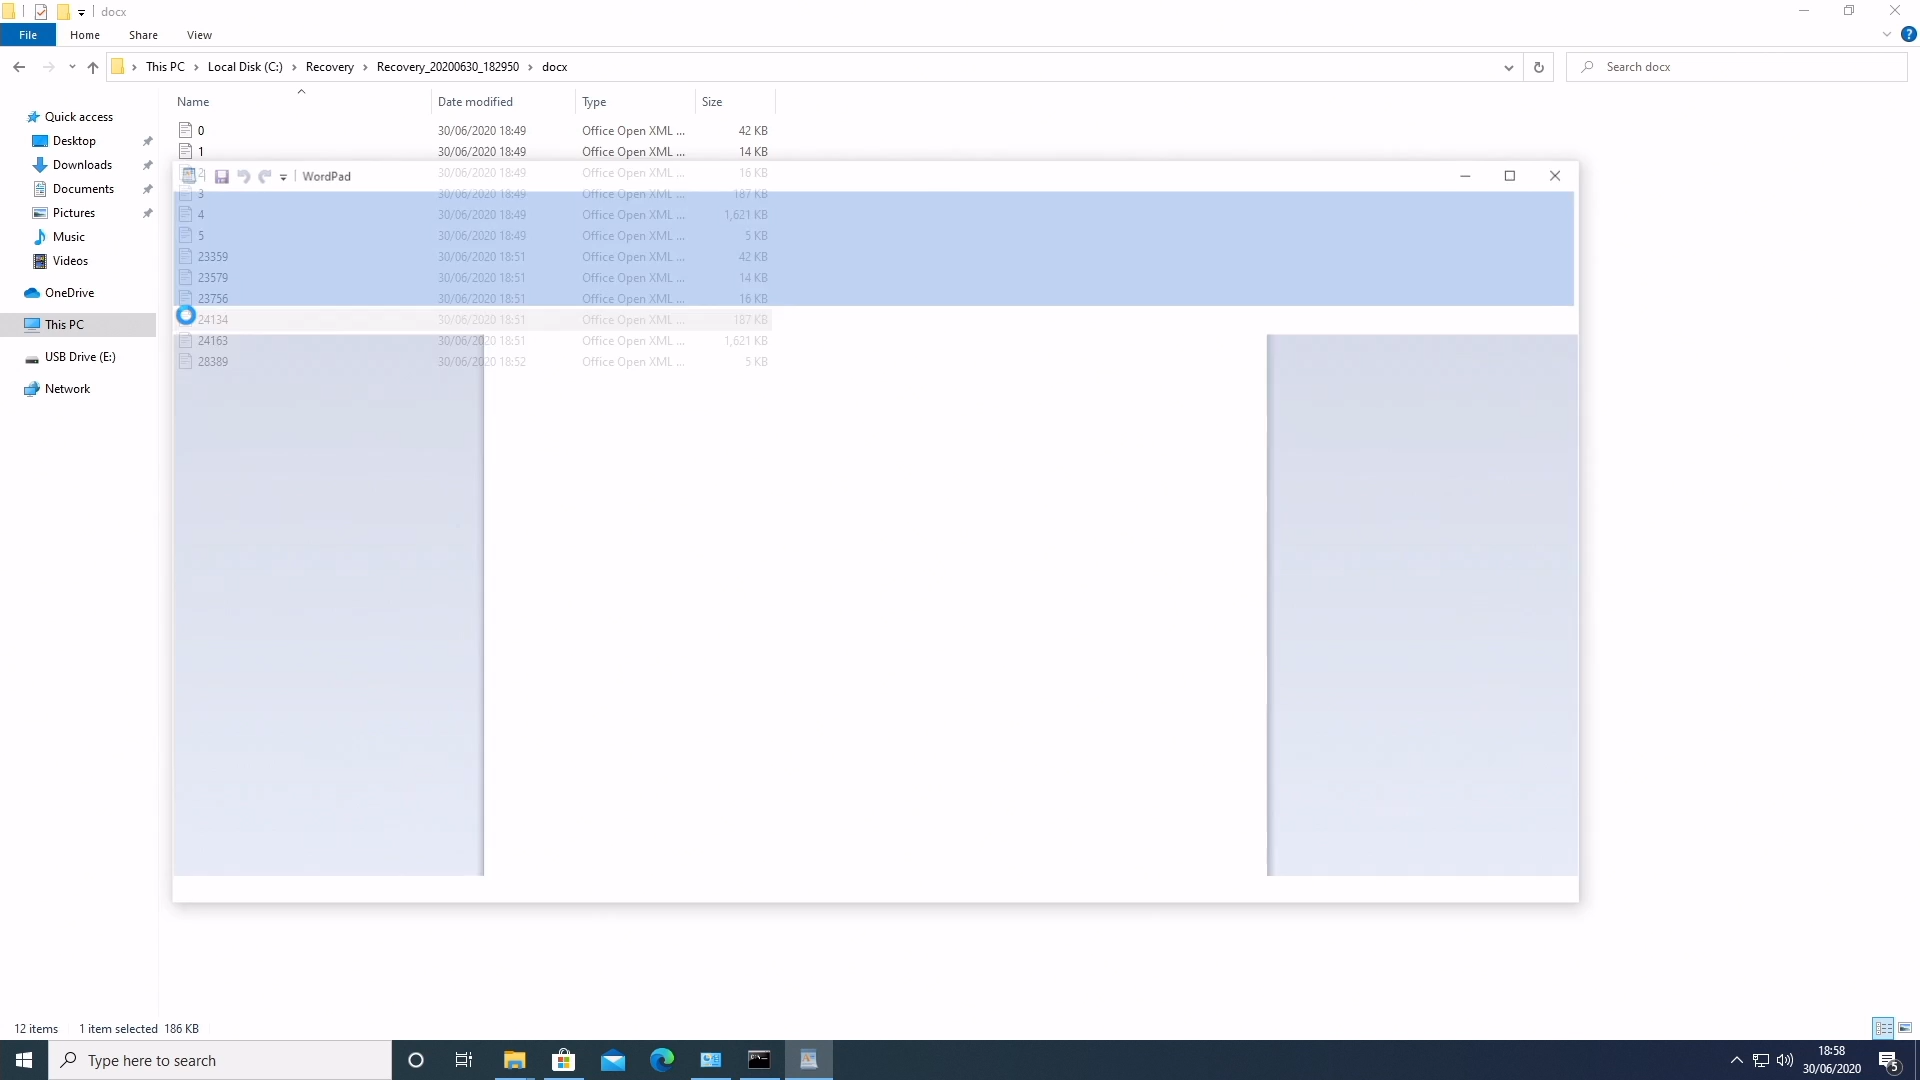 docx
File Home Share View
This PC Local Disk (C:) Recovery Recovery_20200630_182950 docx
Search docx
Name Date modified Type Size
0 30/06/2020 18:49 Office Open XML ... 42 KB
1 30/06/2020 18:49 Office Open XML ... 14 KB
2 30/06/2020 18:49 Office Open XML ... 16 KB
WordPad
3 30/06/2020 18:49 Office Open XML ... 187 KB
4 30/06/2020 18:49 Office Open XML ... 1,621 KB
5 30/06/2020 18:49 Office Open XML ... 5 KB
23359 30/06/2020 18:51 Office Open XML ... 42 KB
23579 30/06/2020 18:51 Office Open XML ... 14 KB
23756 30/06/2020 18:51 Office Open XML ... 16 KB
24134 30/06/2020 18:51 Office Open XML ... 187 KB
24163 30/06/2020 18:51 Office Open XML ... 1,621 KB
28389 30/06/2020 18:52 Office Open XML ... 5 KB
Quick access
Desktop
Downloads
Documents
Pictures
Music
Videos
OneDrive
This PC
USB Drive (E:)
Network
12 items 1 item selected 186 KB
Type here to search
18:58
30/06/2020
5